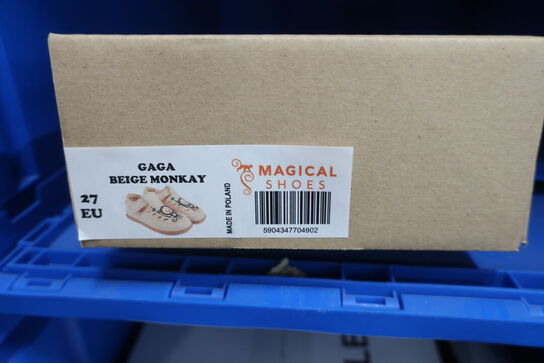 GAGA
BEIGE MONKAY
27
EU
MADE IN POLAND
MAGICAL
SHOES
5904347704902